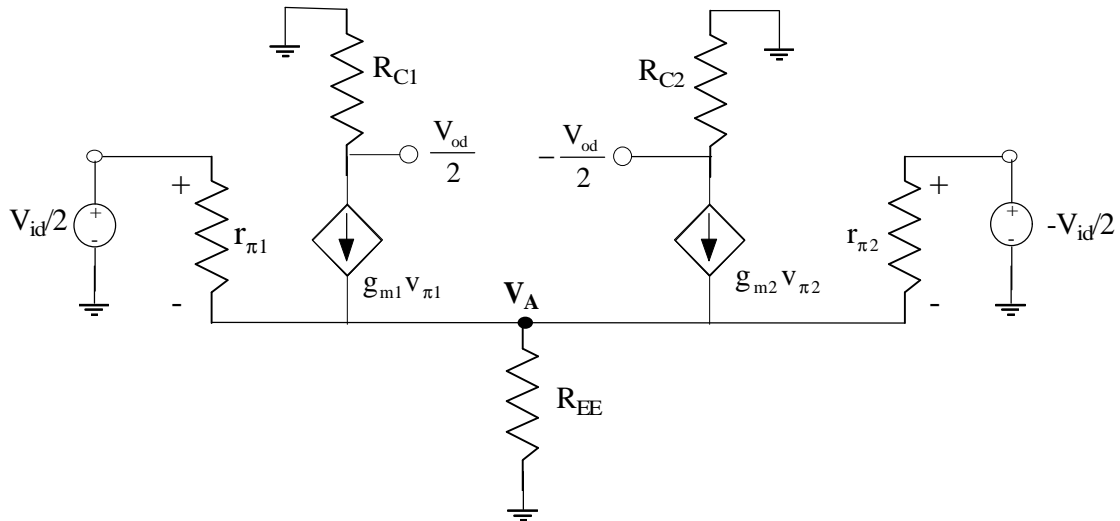 R_C1
R_C2
V_od/2
-V_od/2
V_id/2
+
-
+
-
r_π1
g_m1 v_π1
V_A
g_m2 v_π2
r_π2
+
-
+
-
-V_id/2
R_EE